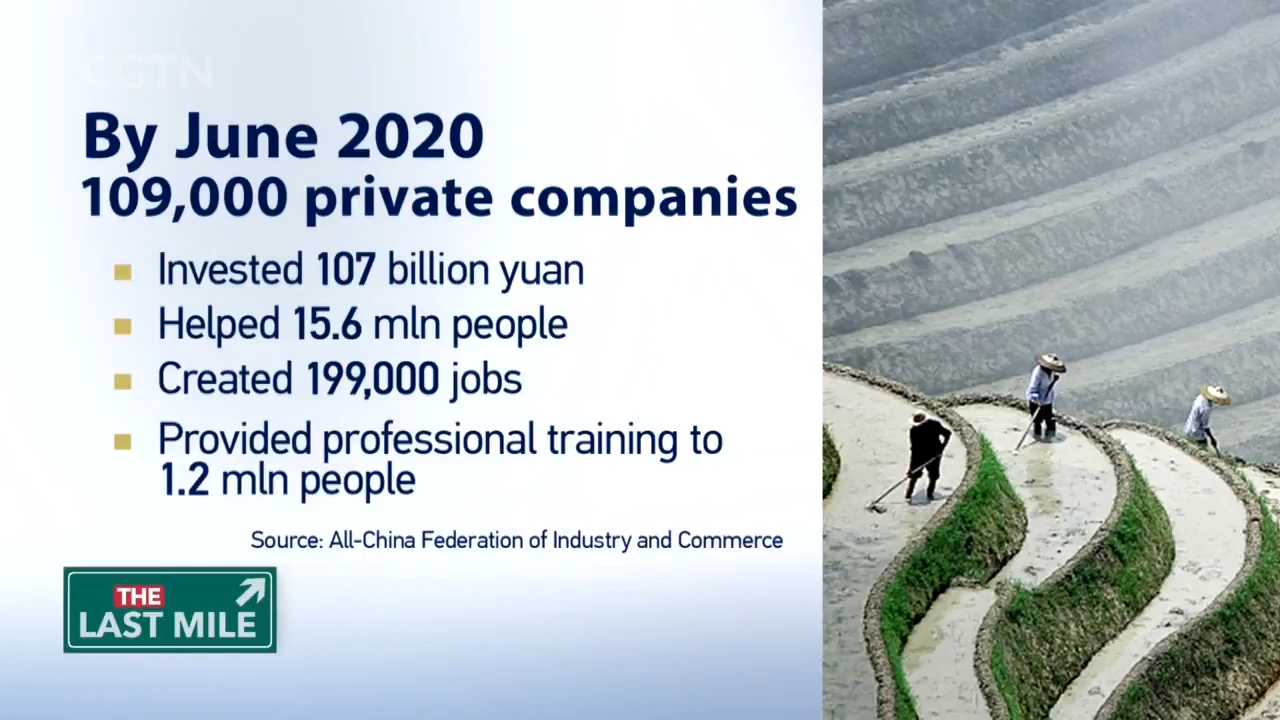 CGTN
By June 2020
109,000 private companies
Invested 107 billion yuan
Helped 15.6 mln people
Created 199,000 jobs
Provided professional training to
1.2 mln people
Source: All-China Federation of Industry and Commerce
THE
LAST MILE